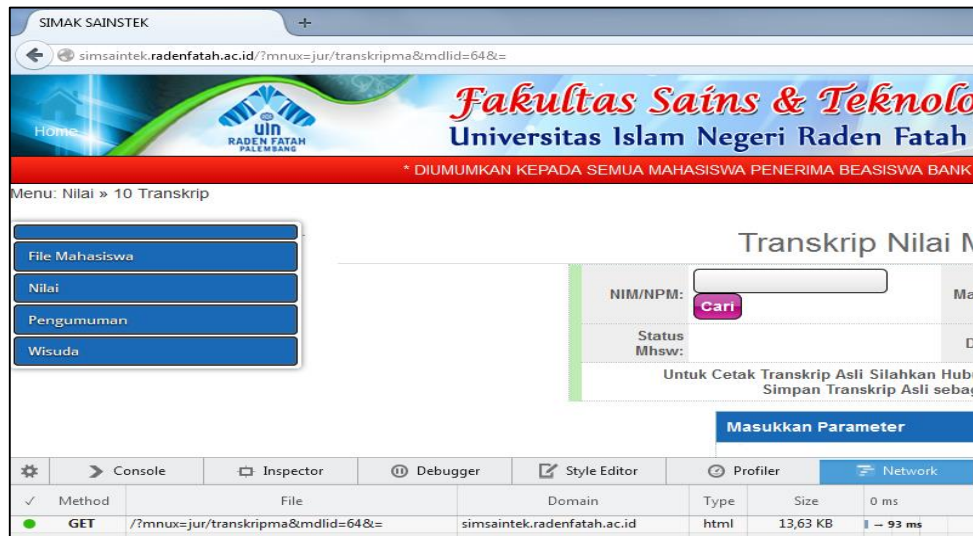 SIMAK SAINSTEK +
simsaintek.radenfatah.ac.id/?mnux=jur/transkripma&mdlid=64&=
Home
uin
RADEN FATAH
PALEMBANG
Fakultas Sains & Teknolo
Universitas Islam Negeri Raden Fatah
* DIUMUMKAN KEPADA SEMUA MAHASISWA PENERIMA BEASISWA BANK
Menu: Nilai » 10 Transkrip
File Mahasiswa
Nilai
Pengumuman
Wisuda
Transkrip Nilai M
NIM/NPM:
Cari
Ma
Status
Mhsw:
D
Untuk Cetak Transkrip Asli Silahkan Hub
Simpan Transkrip Asli sebag
Masukkan Parameter
Console Inspector Debugger Style Editor Profiler Network
✓ Method File Domain Type Size 0 ms
GET /?mnux=jur/transkripma&mdlid=64&= simsaintek.radenfatah.ac.id html 13,63 KB → 93 ms